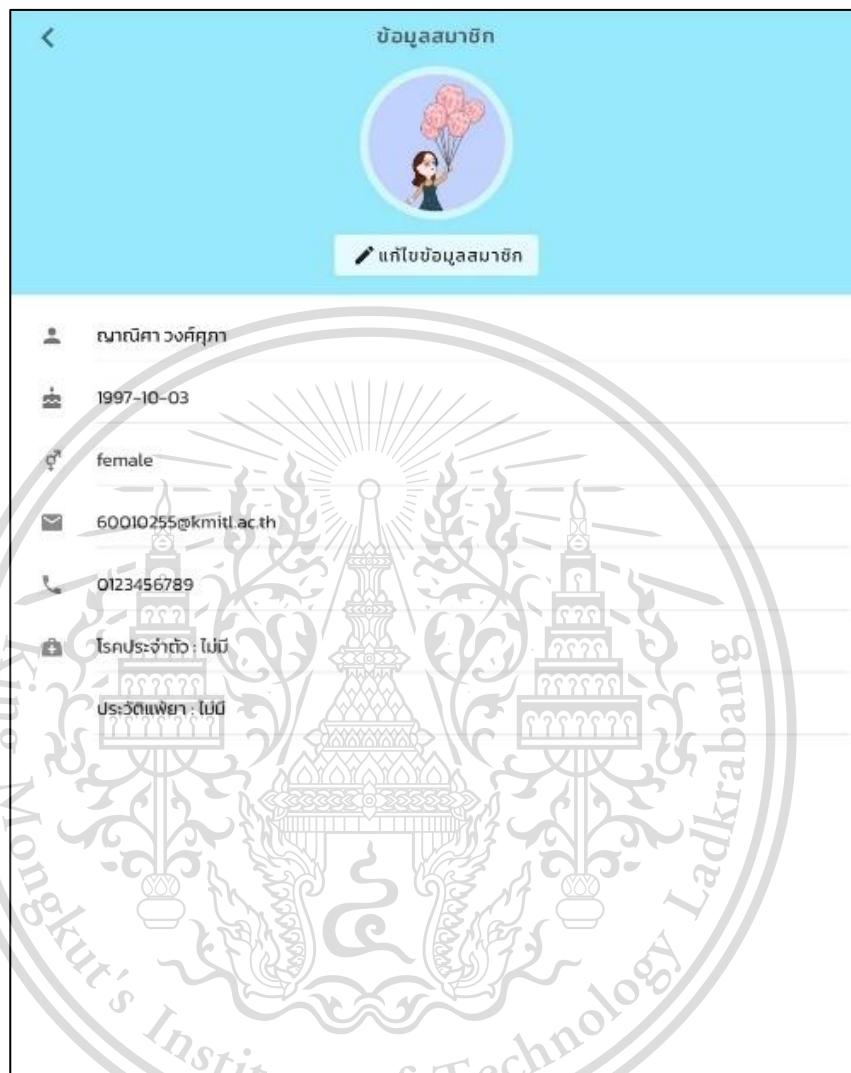 ข้อมูลสมาชิก
แก้ไขข้อมูลสมาชิก
ญาณิศา วงศ์ศุภา
1997-10-03
female
60010255@kmitl.ac.th
0123456789
โรคประจำตัว : ไม่มี
ประวัติแพ้ยา : ไม่มี
King Mongkut's Institute of Technology Ladkrabang